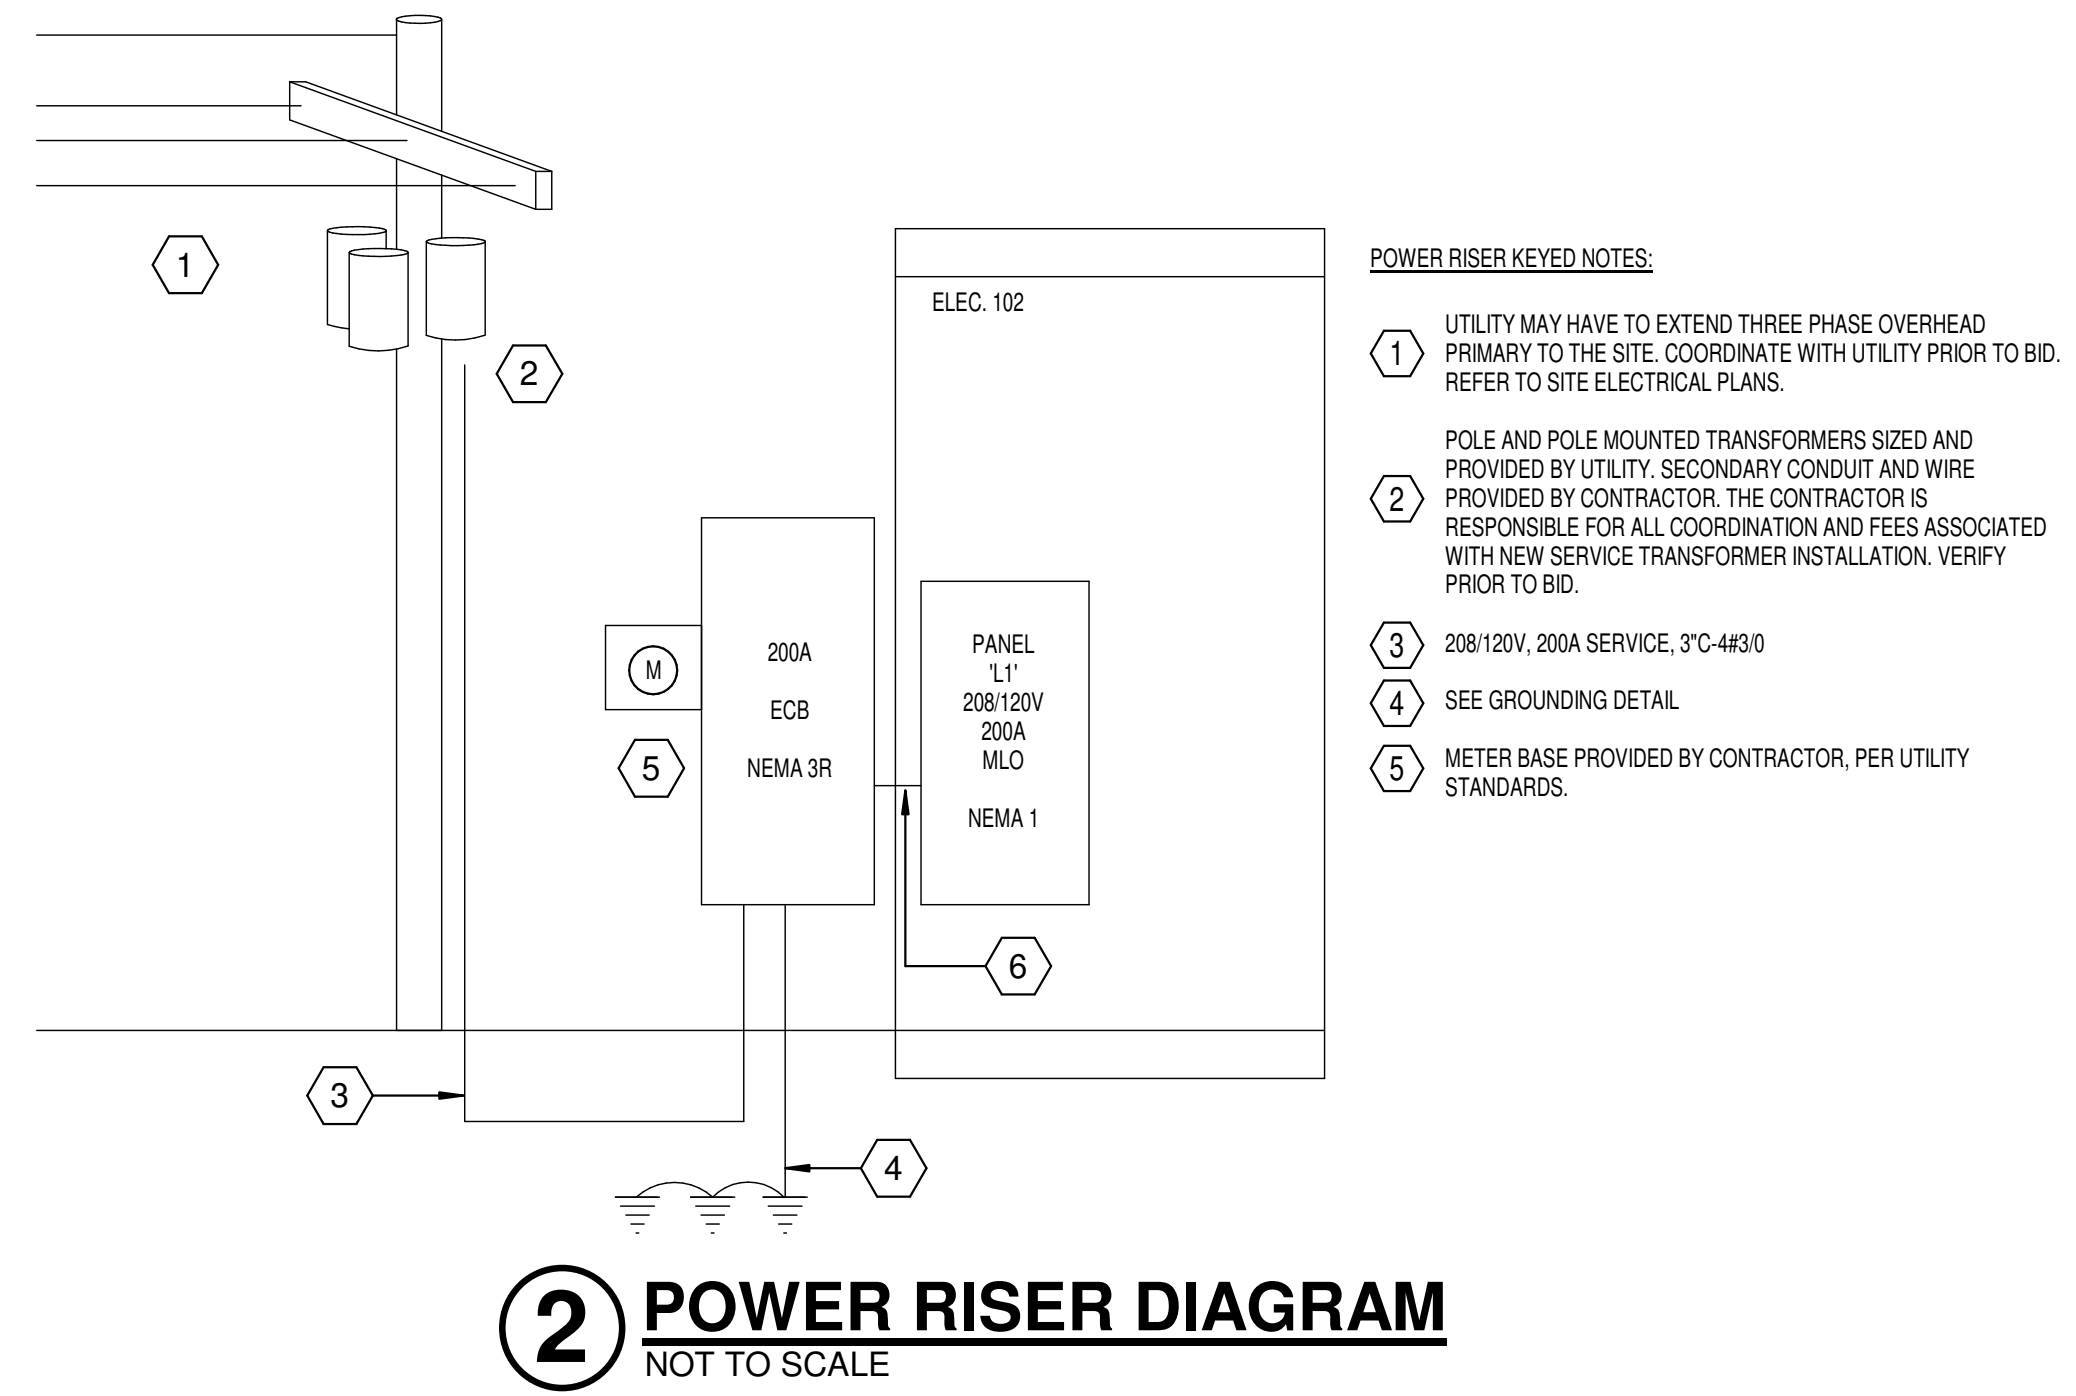 1
2
ELEC. 102
M
5
200A
ECB
NEMA 3R
PANEL
'L1'
208/120V
200A
MLO
NEMA 1
6
3
4
POWER RISER KEYED NOTES:
1
UTILITY MAY HAVE TO EXTEND THREE PHASE OVERHEAD
PRIMARY TO THE SITE. COORDINATE WITH UTILITY PRIOR TO BID.
REFER TO SITE ELECTRICAL PLANS.
2
POLE AND POLE MOUNTED TRANSFORMERS SIZED AND
PROVIDED BY UTILITY. SECONDARY CONDUIT AND WIRE
PROVIDED BY CONTRACTOR. THE CONTRACTOR IS
RESPONSIBLE FOR ALL COORDINATION AND FEES ASSOCIATED
WITH NEW SERVICE TRANSFORMER INSTALLATION. VERIFY
PRIOR TO BID.
3
208/120V, 200A SERVICE, 3"C-4#3/0
4
SEE GROUNDING DETAIL
5
METER BASE PROVIDED BY CONTRACTOR, PER UTILITY
STANDARDS.
2
POWER RISER DIAGRAM
NOT TO SCALE